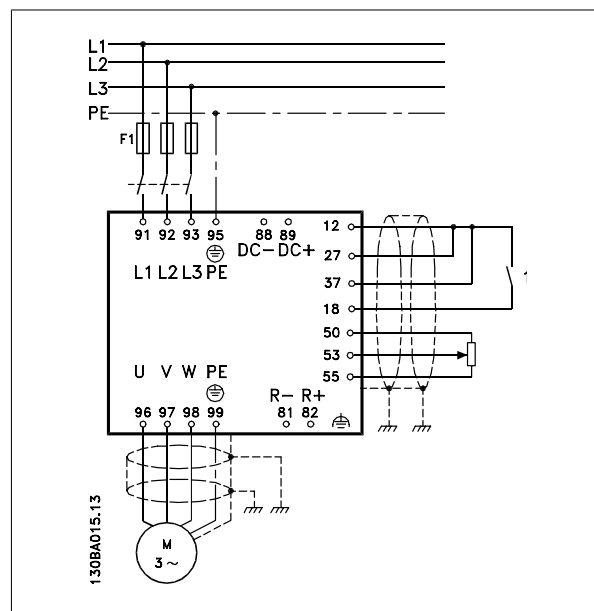 L1
L2
L3
PE
F1
91 92 93 95 88 89
DC- DC+
L1 L2 L3 PE
12
27
37
18
50
53
55
U V W PE
R- R+
96 97 98 99 81 82
M
3 ~
130BA015.13